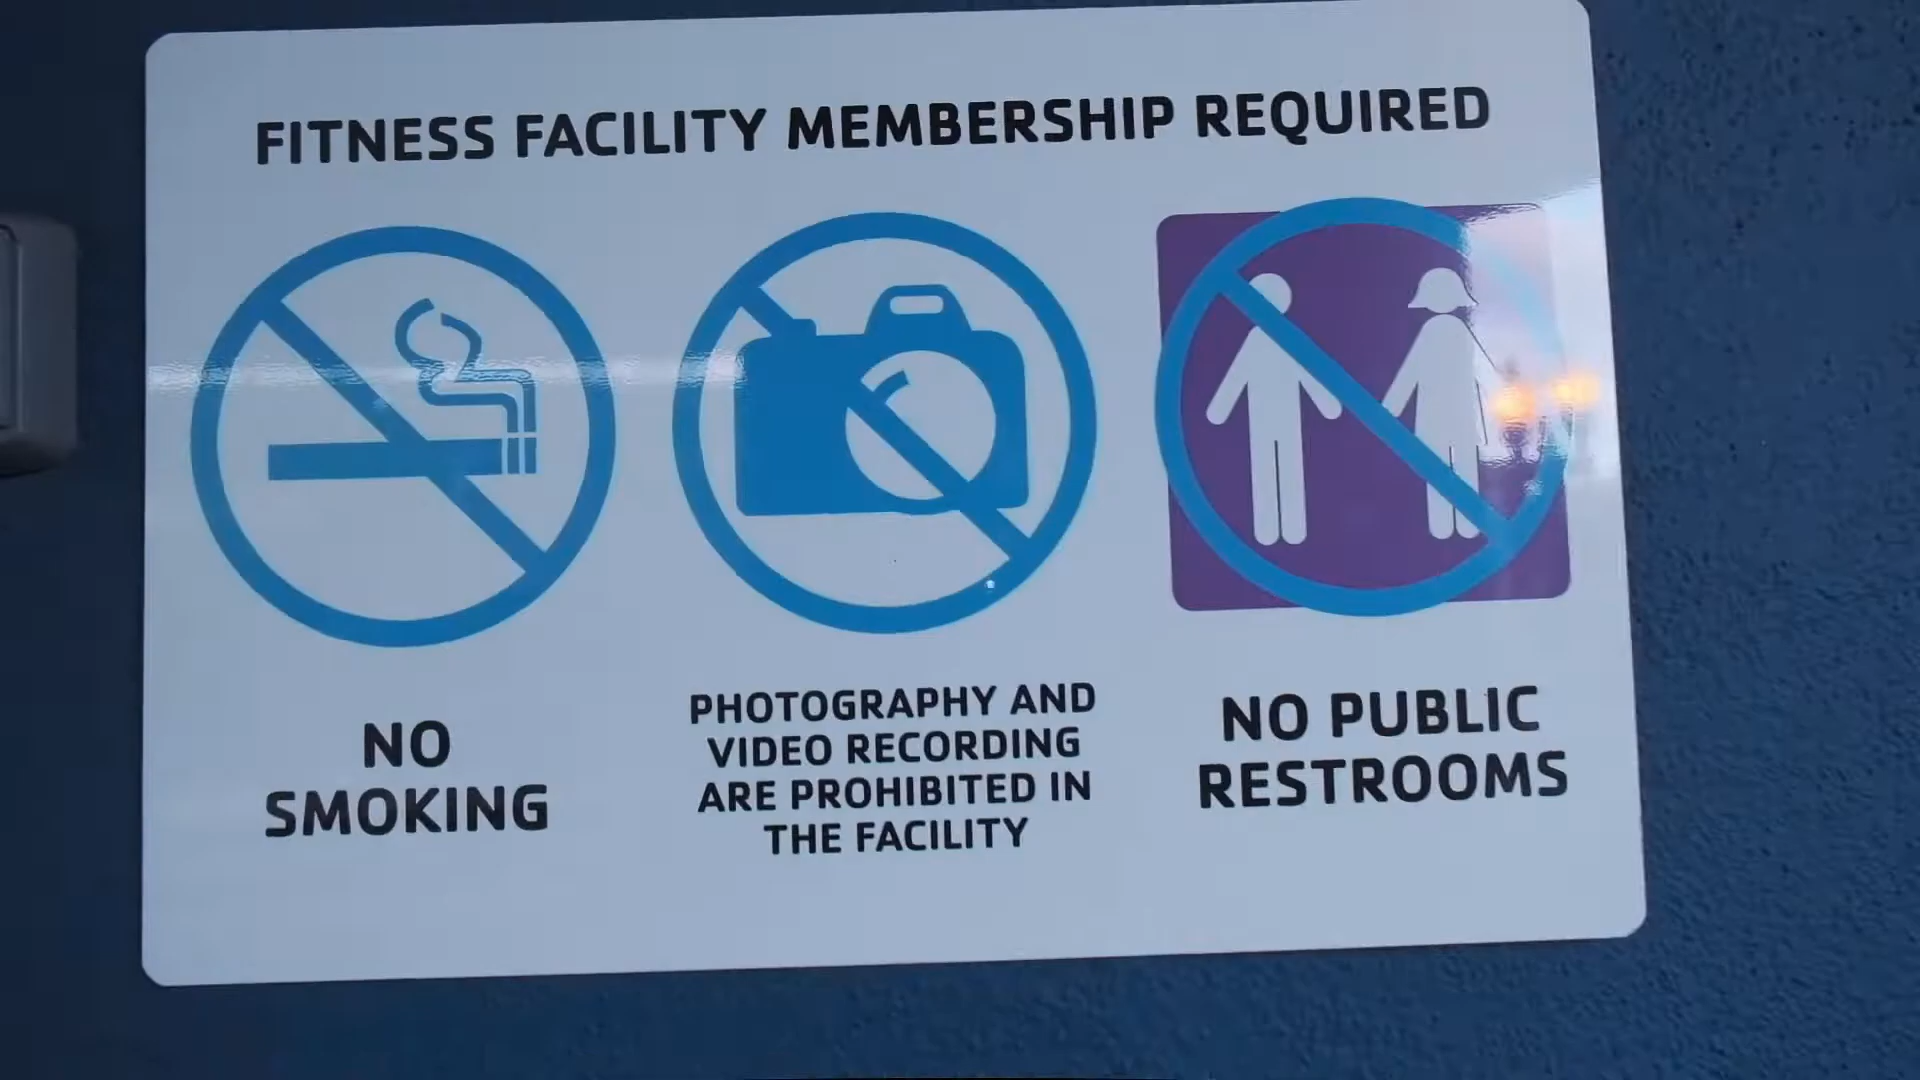 FITNESS FACILITY MEMBERSHIP REQUIRED
NO
SMOKING
PHOTOGRAPHY AND
VIDEO RECORDING
ARE PROHIBITED IN
THE FACILITY
NO PUBLIC
RESTROOMS